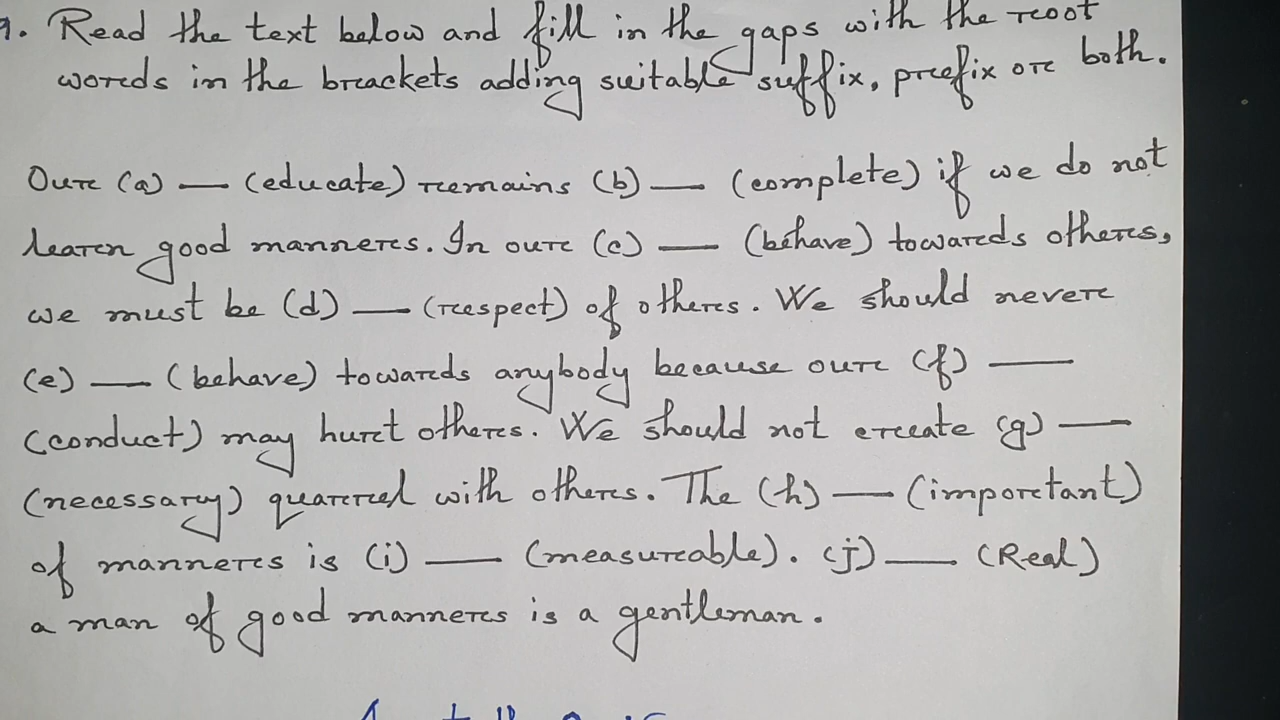 9. Read the text below and fill in the gaps with the root
words in the brackets adding suitable suffix, prefix or both.
Our (a) — (educate) remains (b) — (complete) if we do not
learn good manners. In our (c) — (behave) towards others,
we must be (d) — (respect) of others. We should never
(e) — (behave) towards anybody because our (f) —
(conduct) may hurt others. We should not create (g) —
(necessary) quarrel with others. The (h) — (important)
of manners is (i) — (measureable). (j) — (Real)
a man of good manners is a gentleman.